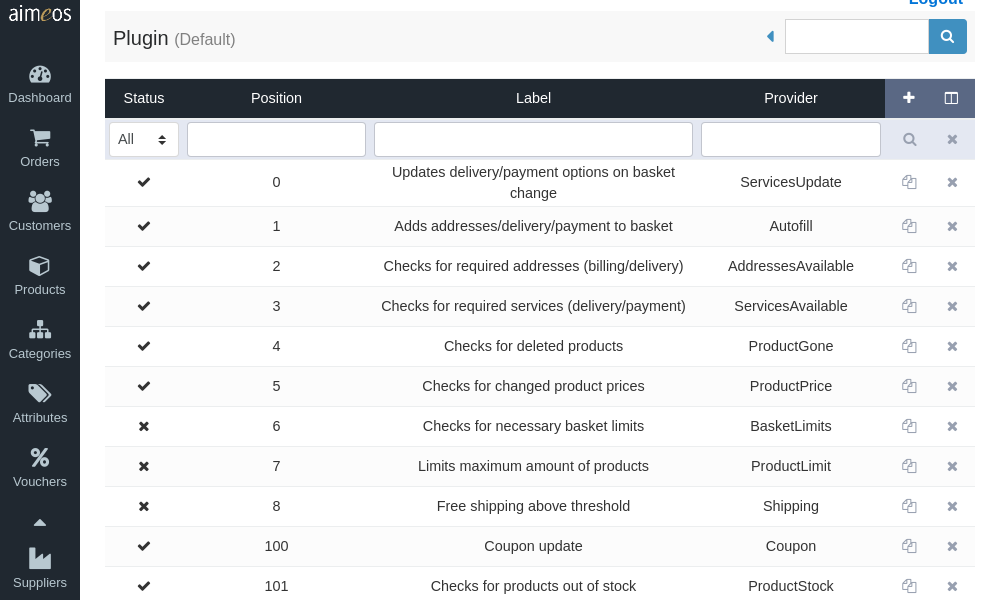 aimeos
Logout
Plugin (Default)
Dashboard
Orders
Customers
Products
Categories
Attributes
Vouchers
Suppliers
Status Position Label Provider
All
0 Updates delivery/payment options on basket change ServicesUpdate
1 Adds addresses/delivery/payment to basket Autofill
2 Checks for required addresses (billing/delivery) AddressesAvailable
3 Checks for required services (delivery/payment) ServicesAvailable
4 Checks for deleted products ProductGone
5 Checks for changed product prices ProductPrice
6 Checks for necessary basket limits BasketLimits
7 Limits maximum amount of products ProductLimit
8 Free shipping above threshold Shipping
100 Coupon update Coupon
101 Checks for products out of stock ProductStock